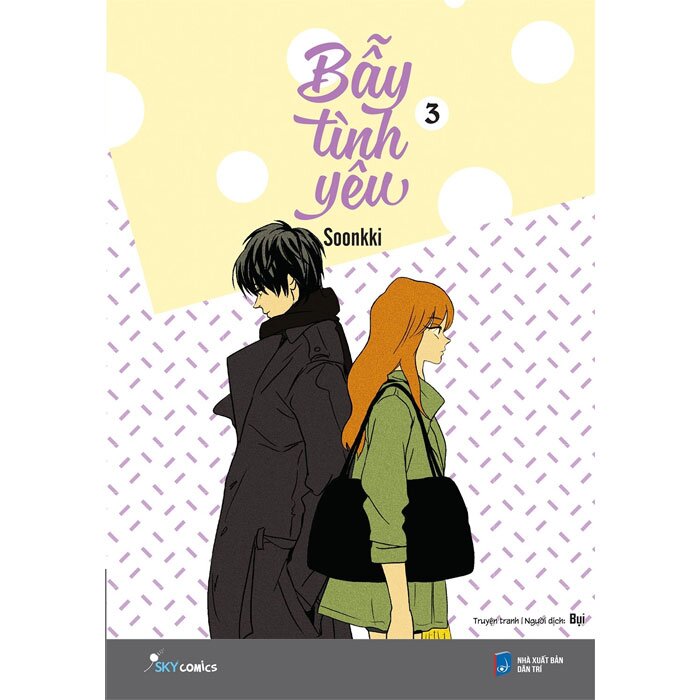 Bẫy
tình
yêu
3
Soonkki
Truyện tranh | Người dịch: Bụi
SKY COMICS
NHÀ XUẤT BẢN
DÂN TRÍ